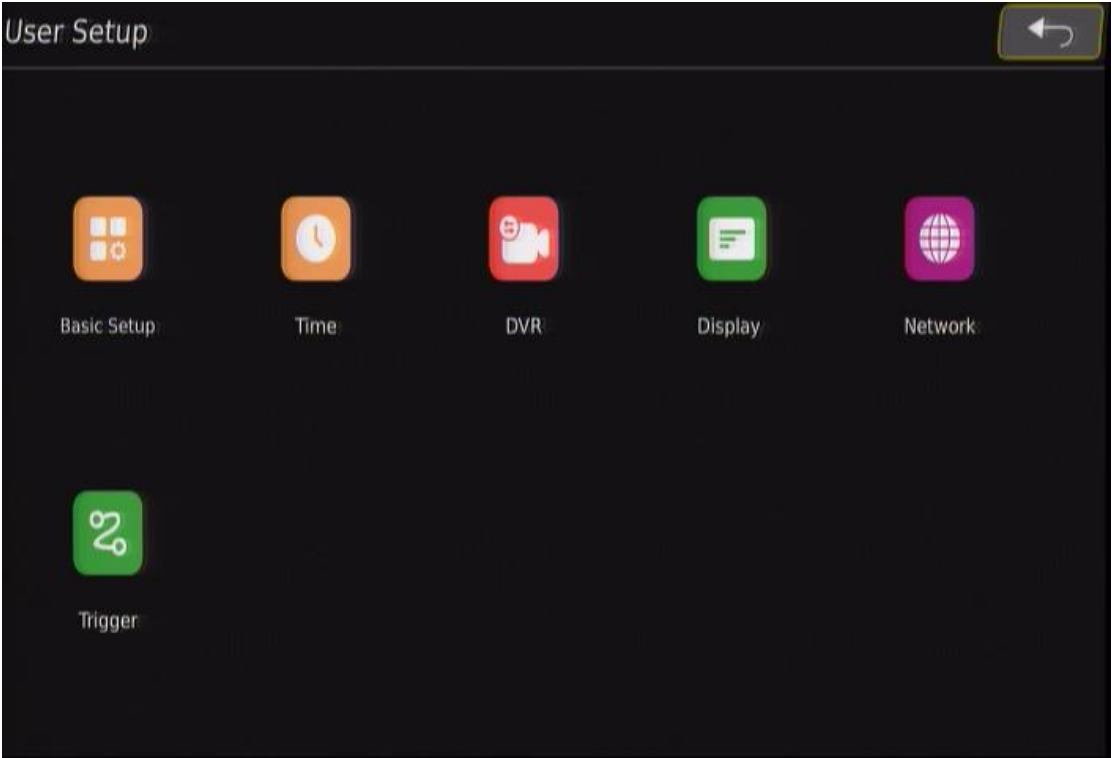 User Setup
Basic Setup
Time
DVR
Display
Network
Trigger